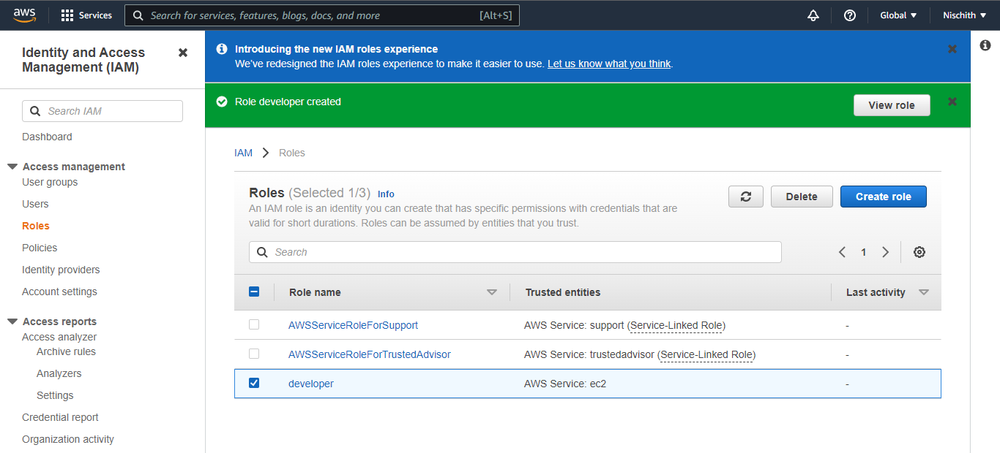 aws
Services
Search for services, features, blogs, docs, and more
[Alt+S]
Global
Nischith
Identity and Access
Management (IAM)
Search IAM
Dashboard
Access management
User groups
Users
Roles
Policies
Identity providers
Account settings
Access reports
Access analyzer
Archive rules
Analyzers
Settings
Credential report
Organization activity
Introducing the new IAM roles experience
We've redesigned the IAM roles experience to make it easier to use. Let us know what you think.
Role developer created
View role
IAM > Roles
Roles (Selected 1/3) Info
An IAM role is an identity you can create that has specific permissions with credentials that are
valid for short durations. Roles can be assumed by entities that you trust.
Delete
Create role
Search
1
Role name Trusted entities Last activity
AWSServiceRoleForSupport AWS Service: support (Service-Linked Role) -
AWSServiceRoleForTrustedAdvisor AWS Service: trustedadvisor (Service-Linked Role) -
developer AWS Service: ec2 -